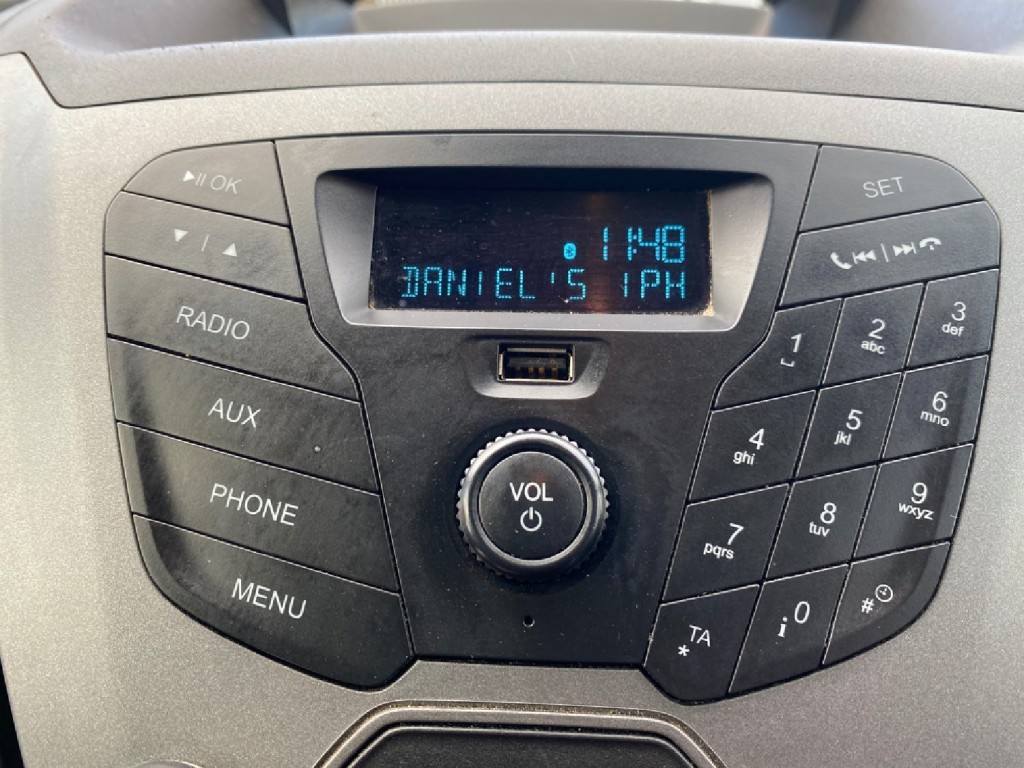 OK
SET
11:48
DANIEL'S IPH
RADIO
AUX
PHONE
MENU
VOL
1
2
abc
3
def
4
ghi
5
jkl
6
mno
7
pqrs
8
tuv
9
wxyz
TA
*
i 0
#